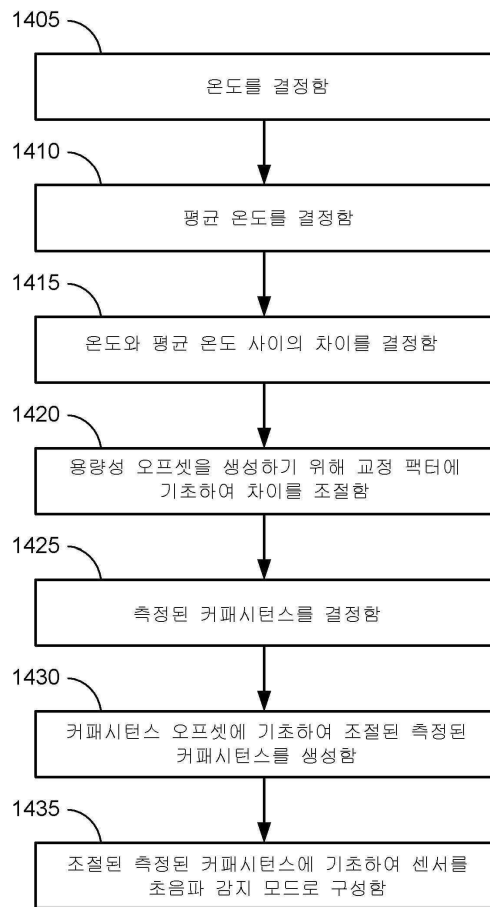 1405
온도를 결정함
1410
평균 온도를 결정함
1415
온도와 평균 온도 사이의 차이를 결정함
1420
용량성 오프셋을 생성하기 위해 교정 팩터에
기초하여 차이를 조절함
1425
측정된 커패시턴스를 결정함
1430
커패시턴스 오프셋에 기초하여 조절된 측정된
커패시턴스를 생성함
1435
조절된 측정된 커패시턴스에 기초하여 센서를
초음파 감지 모드로 구성함